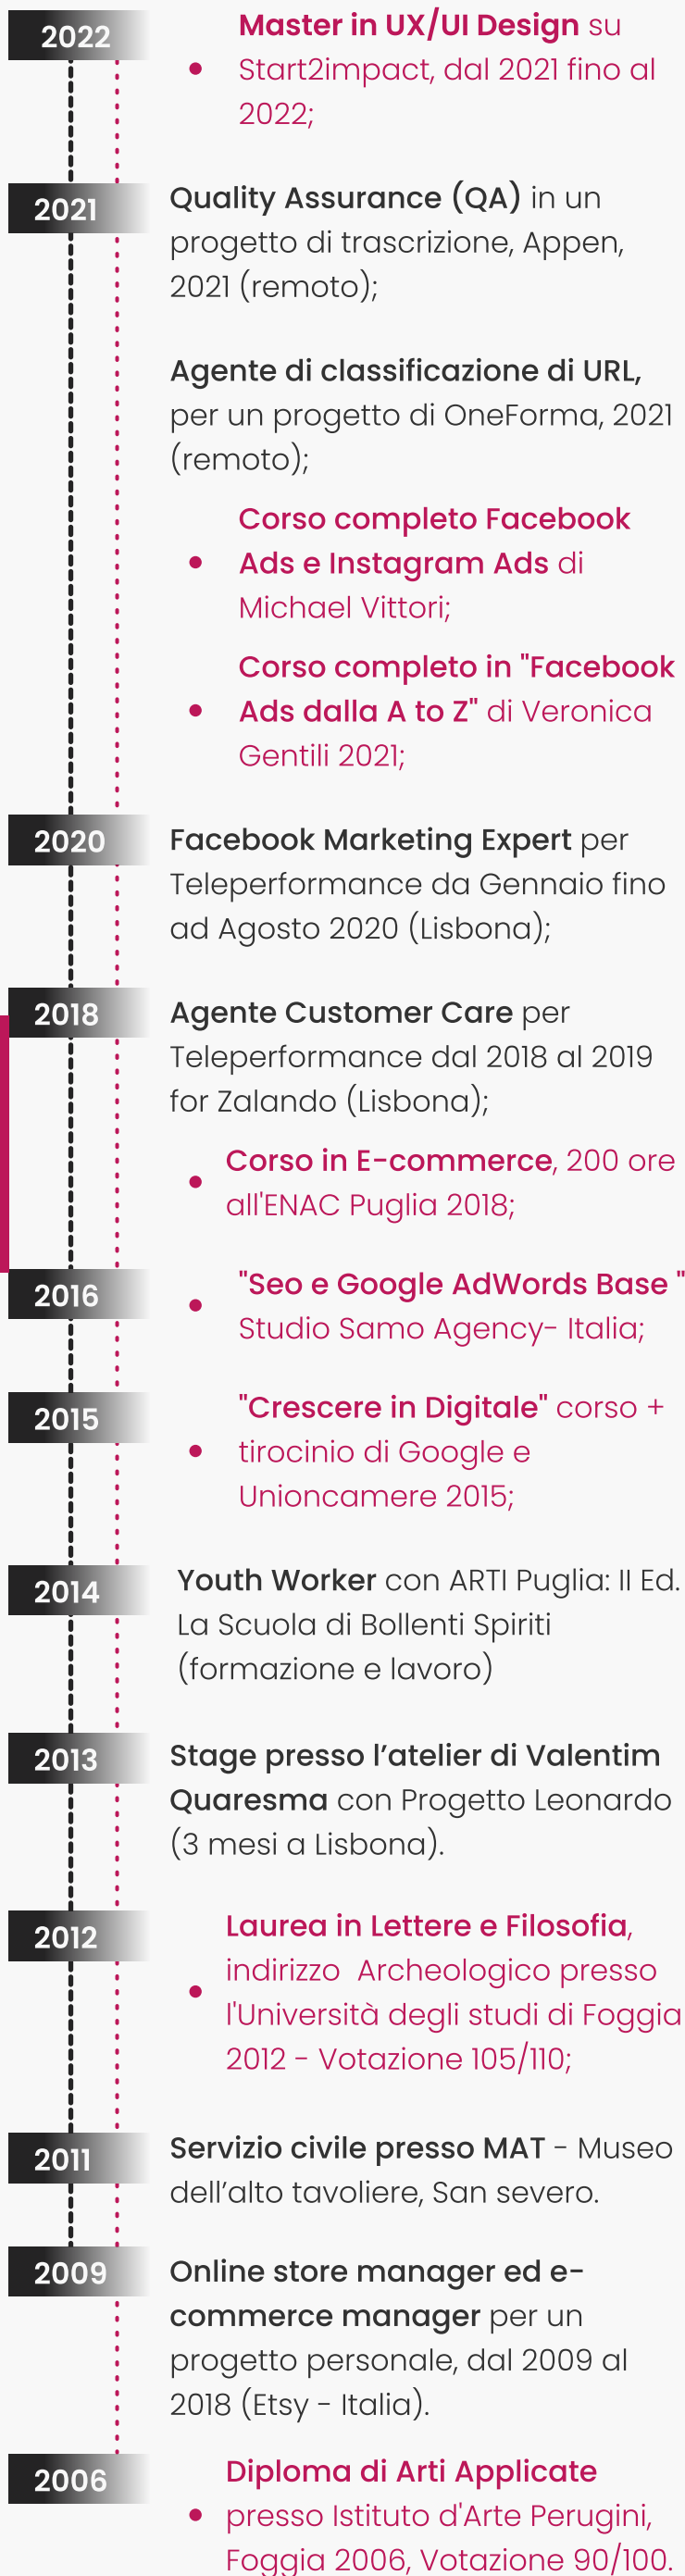 2022
Master in UX/UI Design su
Start2impact, dal 2021 fino al
2022;
2021
Quality Assurance (QA) in un
progetto di trascrizione, Appen,
2021 (remoto);
Agente di classificazione di URL,
per un progetto di OneForma, 2021
(remoto);
Corso completo Facebook
Ads e Instagram Ads di
Michael Vittori;
Corso completo in "Facebook
Ads dalla A to Z" di Veronica
Gentili 2021;
2020
Facebook Marketing Expert per
Teleperformance da Gennaio fino
ad Agosto 2020 (Lisbona);
2018
Agente Customer Care per
Teleperformance dal 2018 al 2019
for Zalando (Lisbona);
Corso in E-commerce, 200 ore
all'ENAC Puglia 2018;
2016
"Seo e Google AdWords Base "
Studio Samo Agency- Italia;
2015
"Crescere in Digitale" corso +
tirocinio di Google e
Unioncamere 2015;
2014
Youth Worker con ARTI Puglia: II Ed.
La Scuola di Bollenti Spiriti
(formazione e lavoro)
2013
Stage presso l’atelier di Valentim
Quaresma con Progetto Leonardo
(3 mesi a Lisbona).
2012
Laurea in Lettere e Filosofia,
indirizzo  Archeologico presso
l'Università degli studi di Foggia
2012 - Votazione 105/110;
2011
Servizio civile presso MAT - Museo
dell’alto tavoliere, San severo.
2009
Online store manager ed e-
commerce manager per un
progetto personale, dal 2009 al
2018 (Etsy - Italia).
2006
Diploma di Arti Applicate
presso Istituto d'Arte Perugini,
Foggia 2006, Votazione 90/100.